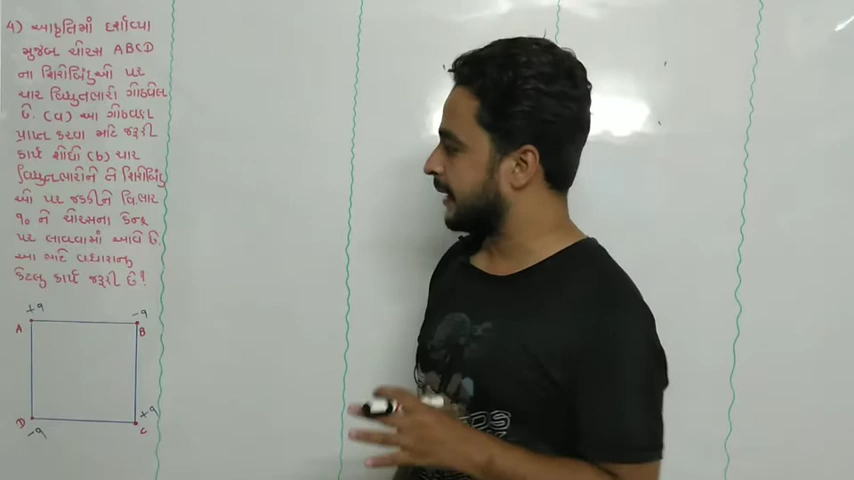 4) આકૃતિમાં દર્શાવ્યા
મુજબ ચોરસ ABCD
ના શિરોબિંદુઓ પર
ચાર વિદ્યુતભારો ગોઠવેલ
છે. (a) આ ગોઠવણ
પ્રાપ્ત કરવા માટે જરૂરી
કાર્ય શોધો (b) ચાર
વિદ્યુતભારોને તે શિરોબિંદુ
ઓ પર જકડીને વિ.ભાર
q₀ ને ચોરસના કેન્દ્ર
પર લાવવામાં આવે છે.
આ માટે વધારાનું
કેટલુ કાર્ય જરૂરી છે?
+q -q
A B
D +q
-q C